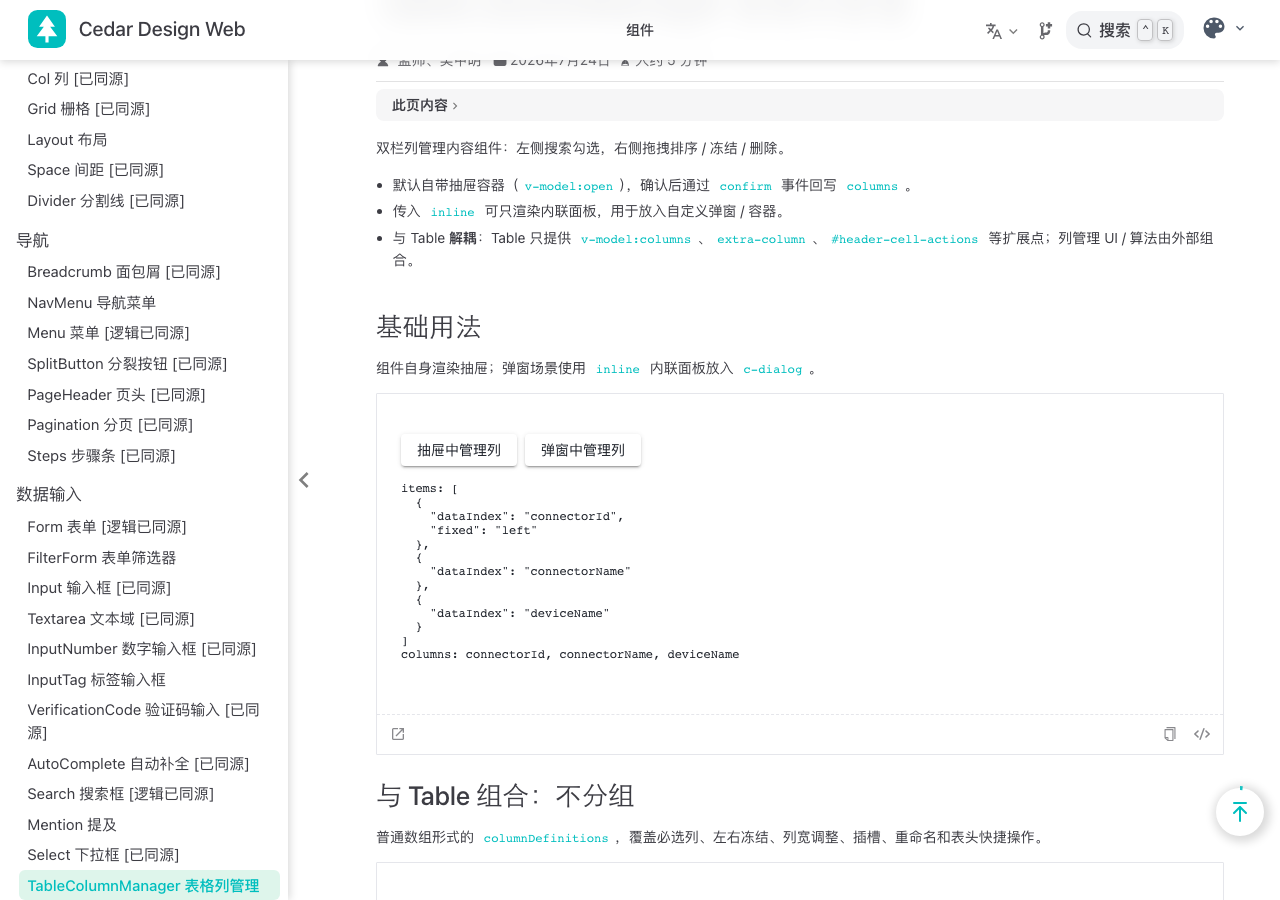 Cedar Design Web
组件
搜索
^
K
Col 列 [已同源]
Grid 栅格 [已同源]
Layout 布局
Space 间距 [已同源]
Divider 分割线 [已同源]
导航
Breadcrumb 面包屑 [已同源]
NavMenu 导航菜单
Menu 菜单 [逻辑已同源]
SplitButton 分裂按钮 [已同源]
PageHeader 页头 [已同源]
Pagination 分页 [已同源]
Steps 步骤条 [已同源]
数据输入
Form 表单 [逻辑已同源]
FilterForm 表单筛选器
Input 输入框 [已同源]
Textarea 文本域 [已同源]
InputNumber 数字输入框 [已同源]
InputTag 标签输入框
VerificationCode 验证码输入 [已同
源]
AutoComplete 自动补全 [已同源]
Search 搜索框 [逻辑已同源]
Mention 提及
Select 下拉框 [已同源]
TableColumnManager 表格列管理
2026年7月24日 大约 5 分钟
此页内容
双栏列管理内容组件：左侧搜索勾选，右侧拖拽排序 / 冻结 / 删除。
默认自带抽屉容器（ v-model:open ），确认后通过 confirm 事件回写 columns 。
传入 inline 可只渲染内联面板，用于放入自定义弹窗 / 容器。
与 Table 解耦：Table 只提供 v-model:columns 、 extra-column 、 #header-cell-actions 等扩展点；列管理 UI / 算法由外部组
合。
基础用法
组件自身渲染抽屉；弹窗场景使用 inline 内联面板放入 c-dialog 。
抽屉中管理列
弹窗中管理列
items: [
{
"dataIndex": "connectorId",
"fixed": "left"
},
{
"dataIndex": "connectorName"
},
{
"dataIndex": "deviceName"
}
]
columns: connectorId, connectorName, deviceName
</>
与 Table 组合：不分组
普通数组形式的 columnDefinitions ，覆盖必选列、左右冻结、列宽调整、插槽、重命名和表头快捷操作。